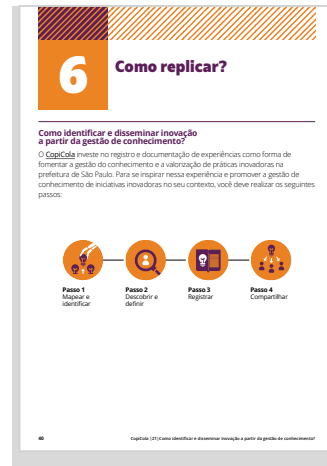 6
Como replicar?
Como identificar e disseminar inovação
a partir da gestão de conhecimento?
O CopiCola investe no registro e documentação de experiências como forma de
fomentar a gestão do conhecimento e a valorização de práticas inovadoras na
prefeitura de São Paulo. Para se inspirar nessa experiência e promover a gestão de
conhecimento de iniciativas inovadoras no seu contexto, você deve realizar os seguintes
passos:
Passo 1
Mapear e
identificar
Passo 2
Descobrir e
definir
Passo 3
Registrar
Passo 4
Compartilhar
40
CopiCola |21|Como identificar e disseminar inovação a partir da gestão de conhecimento?